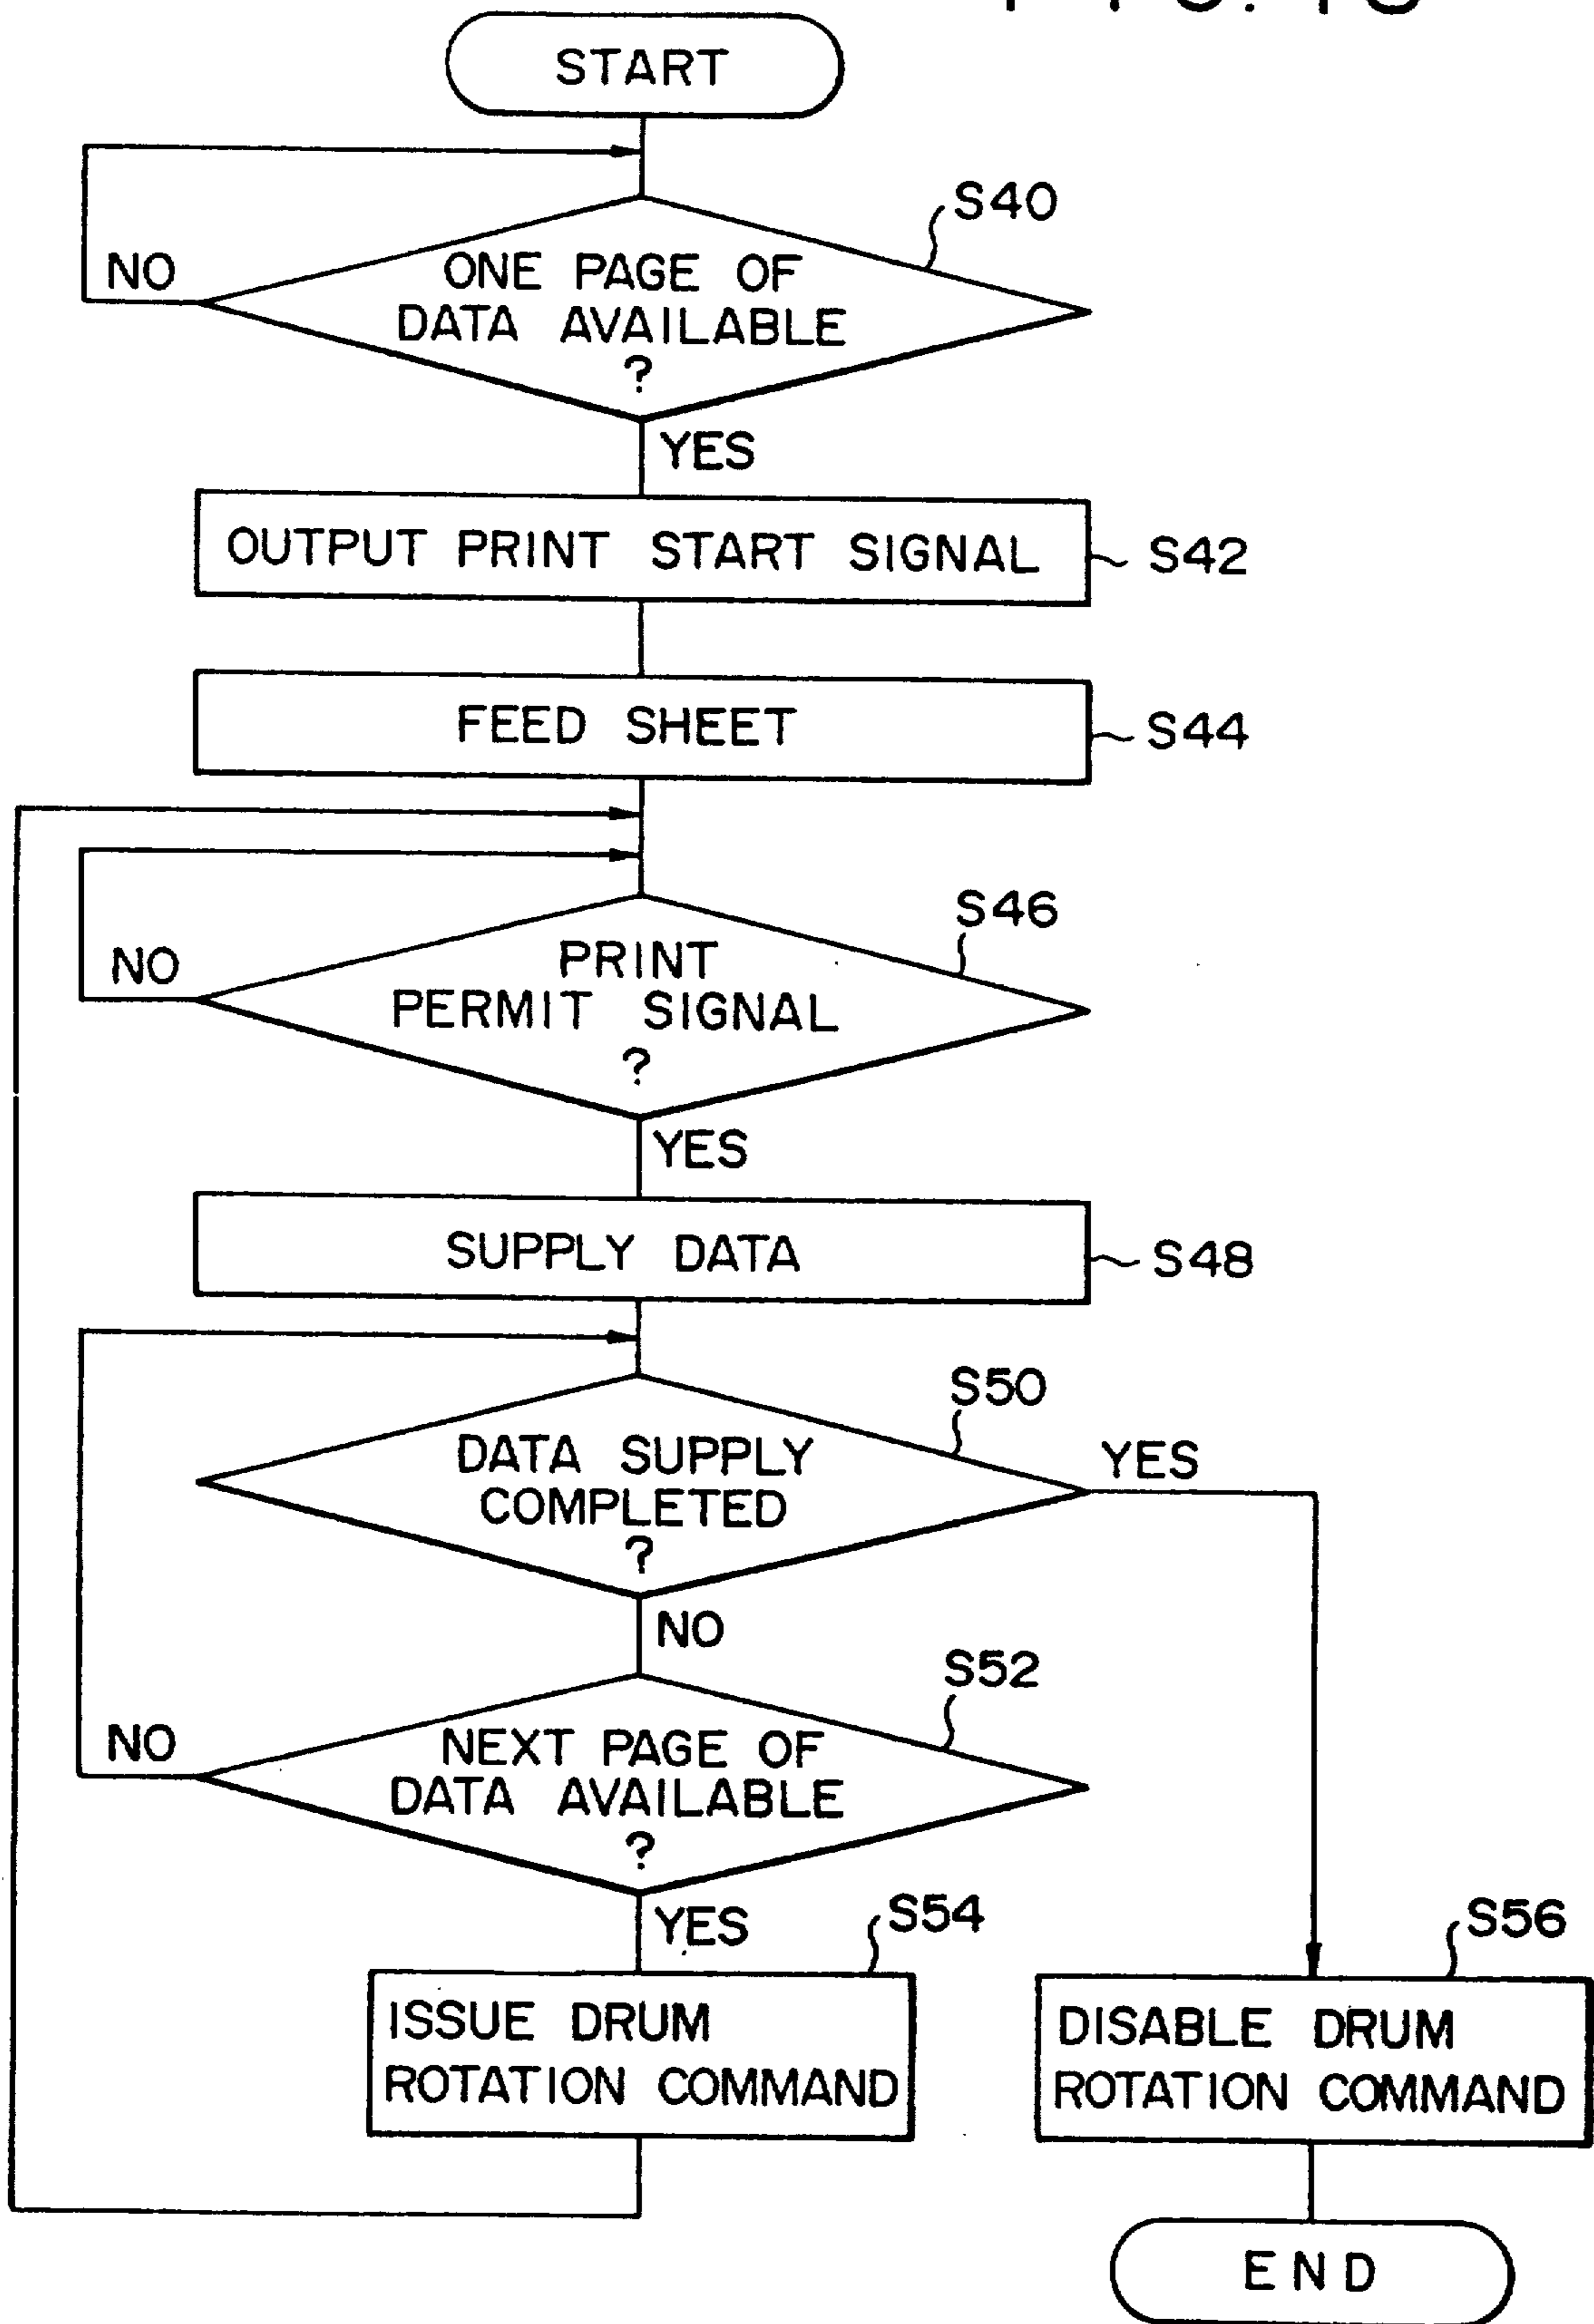 START
S40
NO
ONE PAGE OF
DATA AVAILABLE
?
YES
OUTPUT PRINT START SIGNAL
S42
FEED SHEET
S44
S46
NO
PRINT
PERMIT SIGNAL
?
YES
SUPPLY DATA
S48
S50
DATA SUPPLY
COMPLETED
?
YES
NO
S52
NO
NEXT PAGE OF
DATA AVAILABLE
?
YES
S54
S56
ISSUE DRUM
ROTATION COMMAND
DISABLE DRUM
ROTATION COMMAND
END